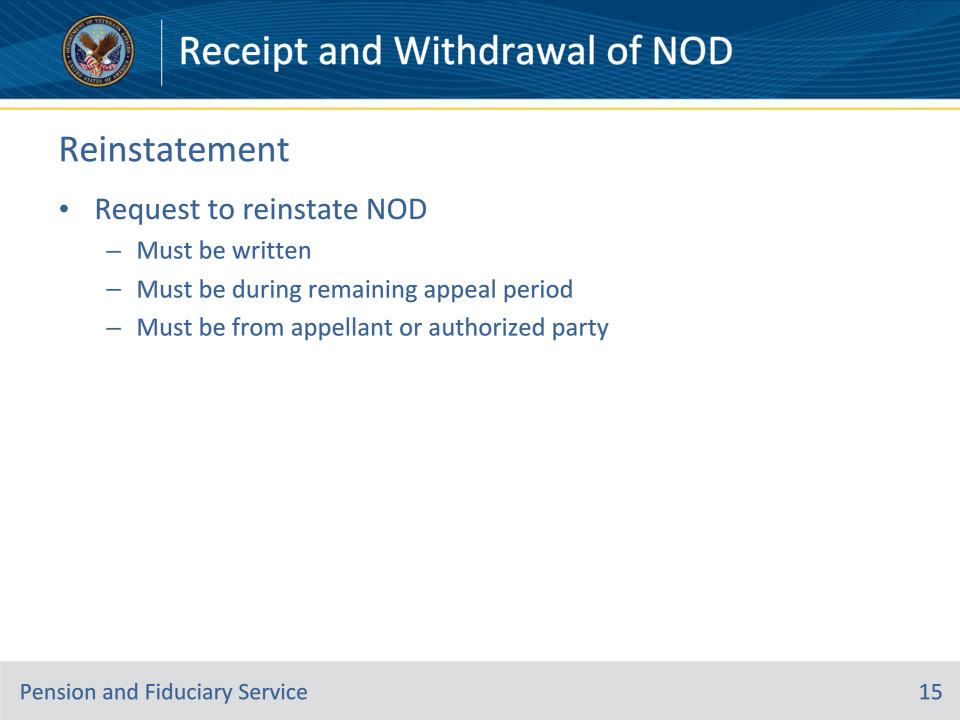 Receipt and Withdrawal of NOD
Reinstatement
• Request to reinstate NOD
– Must be written
– Must be during remaining appeal period
– Must be from appellant or authorized party
Pension and Fiduciary Service
15